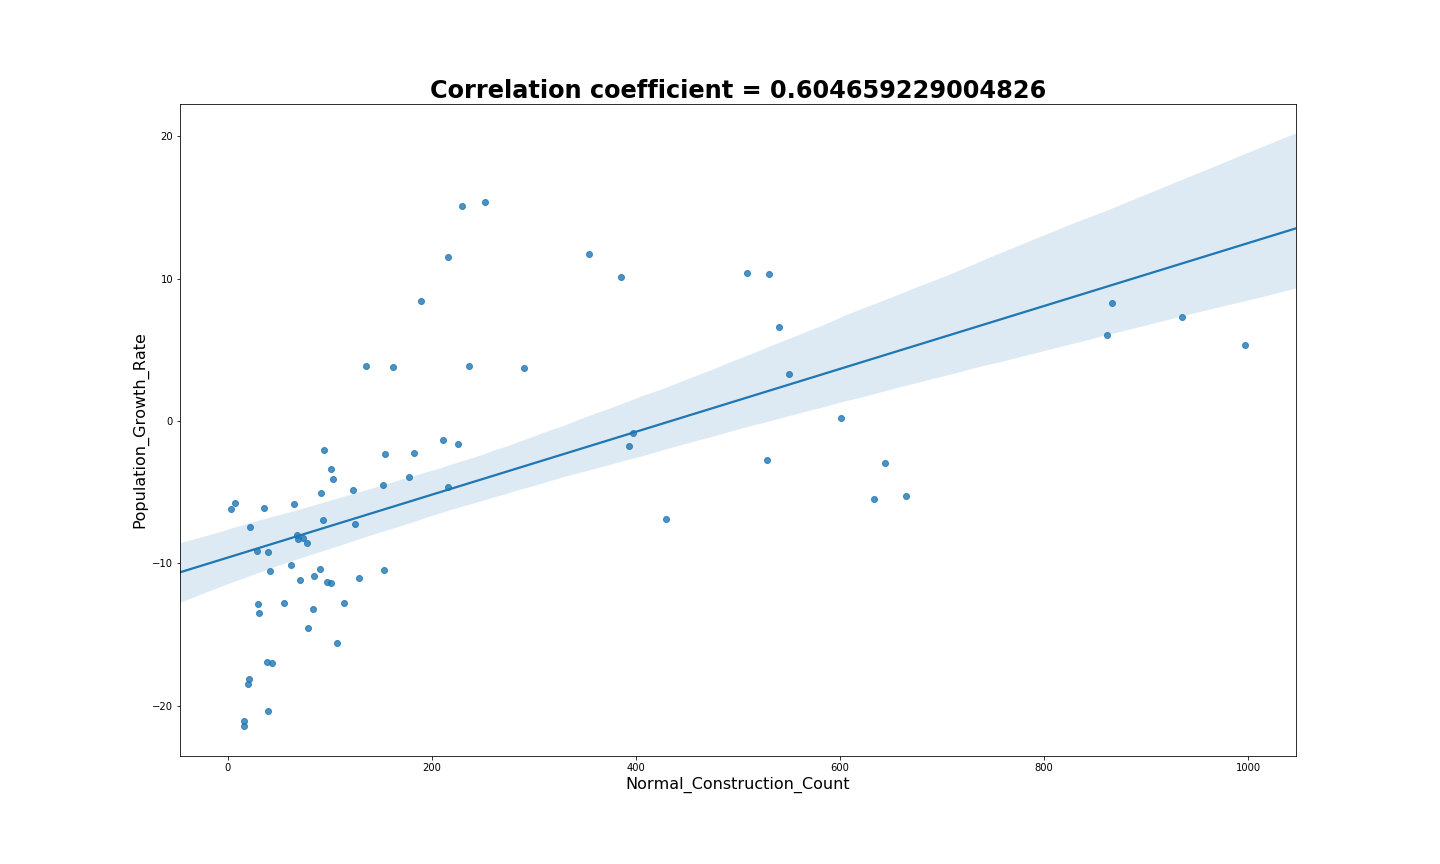 Correlation coefficient = 0.604659229004826
20
10
0
−10
−20
Population_Growth_Rate
0 200 400 600 800 1000
Normal_Construction_Count